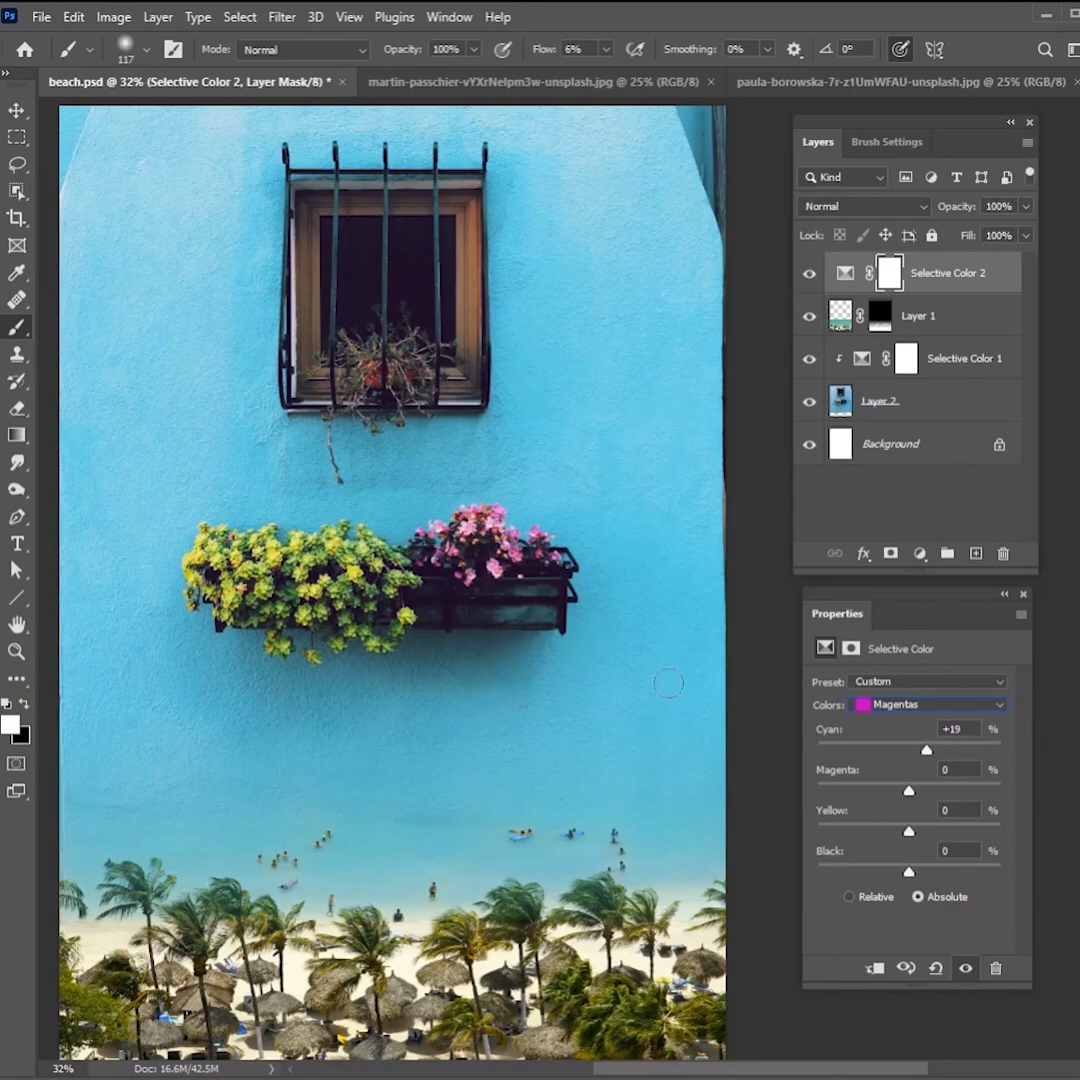 Ps File Edit Image Layer Type Select Filter 3D View Plugins Window Help
117 Mode: Normal Opacity: 100% Flow: 6% Smoothing: 0% 0°
beach.psd @ 32% (Selective Color 2, Layer Mask/8) * × martin-passchier-vYXrNelpm3w-unsplash.jpg @ 25% (RGB/8) × paula-borowska-7r-z1UmWFAU-unsplash.jpg @ 25% (RGB/8) ×
Layers Brush Settings
Kind
Normal Opacity: 100%
Lock: Fill: 100%
Selective Color 2
Layer 1
Selective Color 1
Layer 2
Background
fx
Properties
Selective Color
Preset: Custom
Colors: Magentas
Cyan: +19 %
Magenta: 0 %
Yellow: 0 %
Black: 0 %
Relative Absolute
32% Doc: 16.6M/42.5M